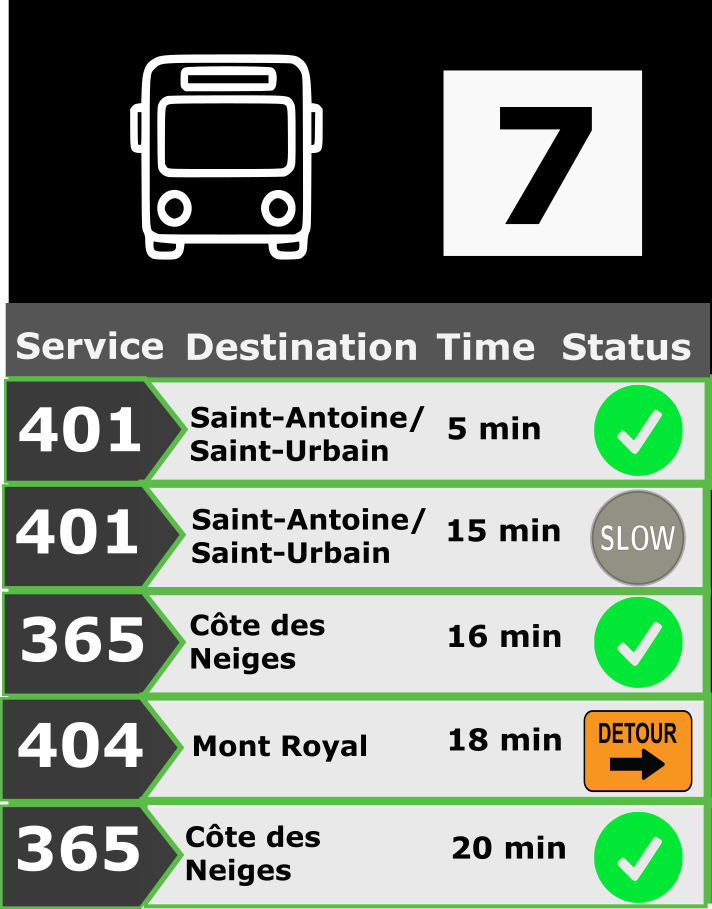 7
Service Destination Time Status
401 Saint-Antoine/ 5 min
Saint-Urbain
401 Saint-Antoine/ 15 min SLOW
Saint-Urbain
365 Côte des 16 min
Neiges
404 Mont Royal 18 min DETOUR
365 Côte des 20 min
Neiges